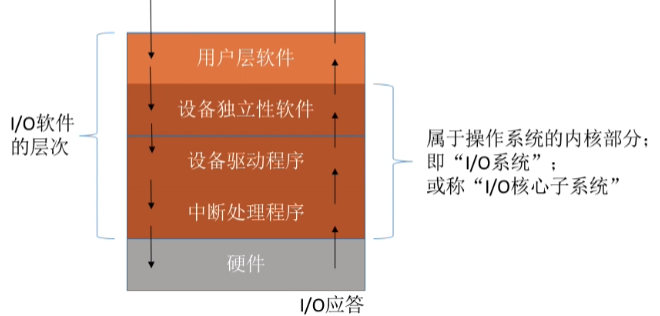 用户层软件
设备独立性软件
设备驱动程序
中断处理程序
硬件
I/O软件
的层次
属于操作系统的内核部分;
即“I/O系统”;
或称“I/O核心子系统”
I/O应答